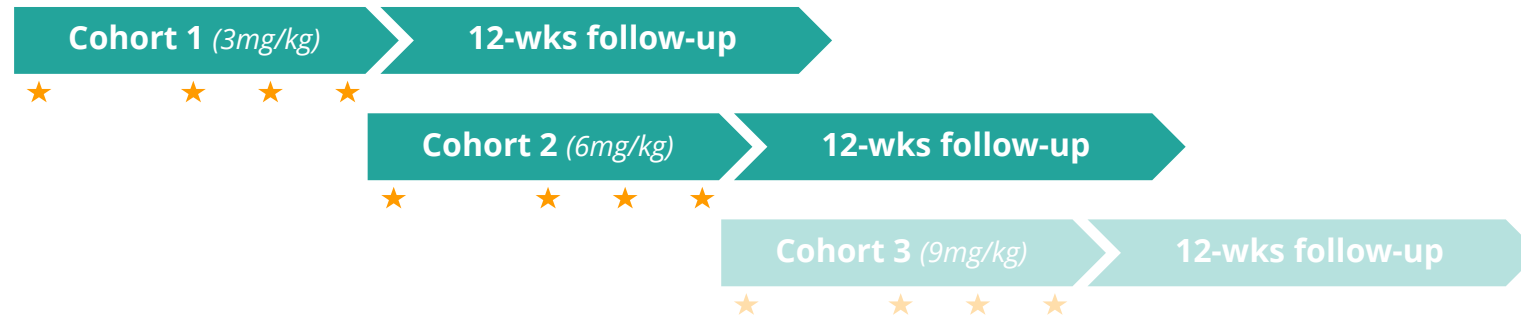 Cohort 1 (3mg/kg) 12-wks follow-up
Cohort 2 (6mg/kg) 12-wks follow-up
Cohort 3 (9mg/kg) 12-wks follow-up